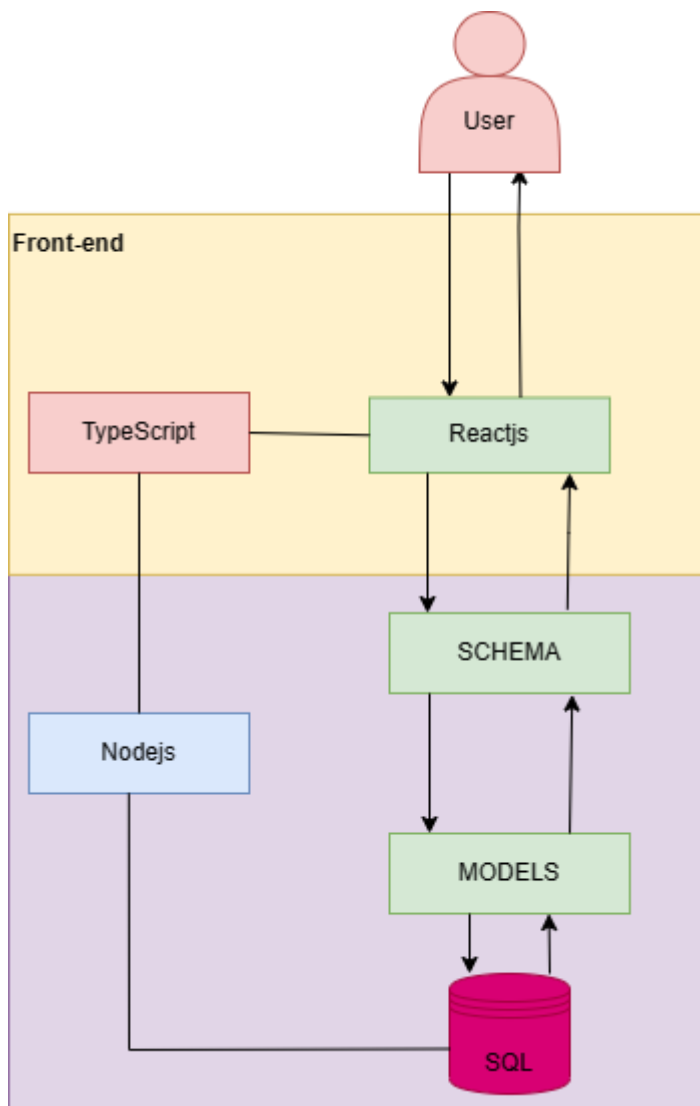 User
Front-end
TypeScript
Reactjs
SCHEMA
Nodejs
MODELS
SQL